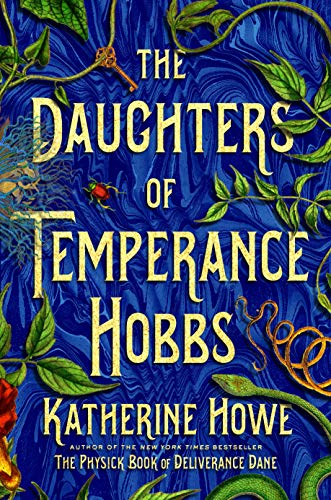 THE
DAUGHTERS
OF
TEMPERANCE
HOBBS
KATHERINE HOWE
AUTHOR OF THE NEW YORK TIMES BESTSELLER
THE PHYSICK BOOK OF DELIVERANCE DANE